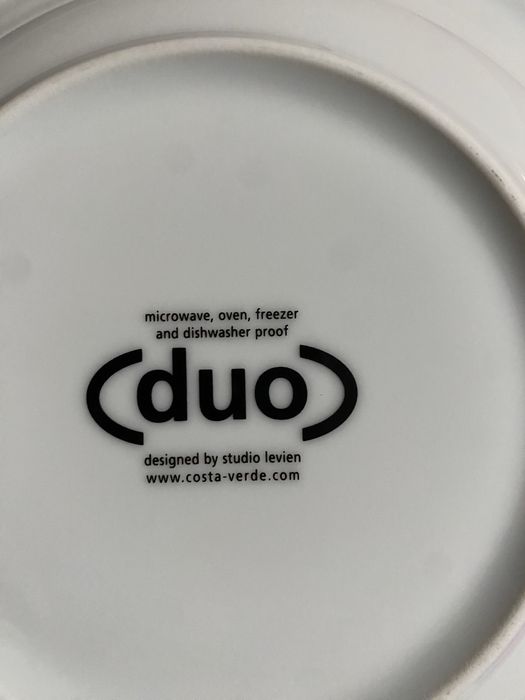 microwave, oven, freezer
and dishwasher proof
(duo)
designed by studio levien
www.costa-verde.com